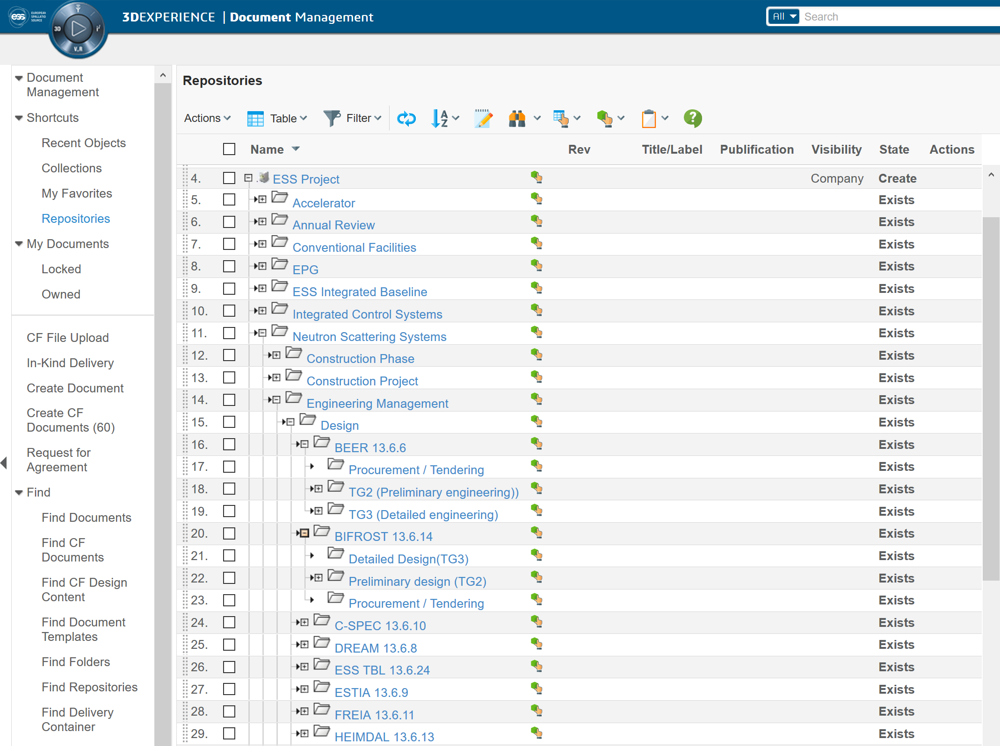 ess EUROPEAN SPALLATION SOURCE
3D V.R
3DEXPERIENCE | Document Management
All Search
Document
Management
Shortcuts
Recent Objects
Collections
My Favorites
Repositories
My Documents
Locked
Owned
CF File Upload
In-Kind Delivery
Create Document
Create CF
Documents (60)
Request for
Agreement
Find
Find Documents
Find CF
Documents
Find CF Design
Content
Find Document
Templates
Find Folders
Find Repositories
Find Delivery
Container
Repositories
Actions Table Filter A Z ?
Name Rev Title/Label Publification Visibility State Actions
4. ESS Project Company Create
5. Accelerator Exists
6. Annual Review Exists
7. Conventional Facilities Exists
8. EPG Exists
9. ESS Integrated Baseline Exists
10. Integrated Control Systems Exists
11. Neutron Scattering Systems Exists
12. Construction Phase Exists
13. Construction Project Exists
14. Engineering Management Exists
15. Design Exists
16. BEER 13.6.6 Exists
17. Procurement / Tendering Exists
18. TG2 (Preliminary engineering)) Exists
19. TG3 (Detailed engineering) Exists
20. BIFROST 13.6.14 Exists
21. Detailed Design(TG3) Exists
22. Preliminary design (TG2) Exists
23. Procurement / Tendering Exists
24. C-SPEC 13.6.10 Exists
25. DREAM 13.6.8 Exists
26. ESS TBL 13.6.24 Exists
27. ESTIA 13.6.9 Exists
28. FREIA 13.6.11 Exists
29. HEIMDAL 13.6.13 Exists